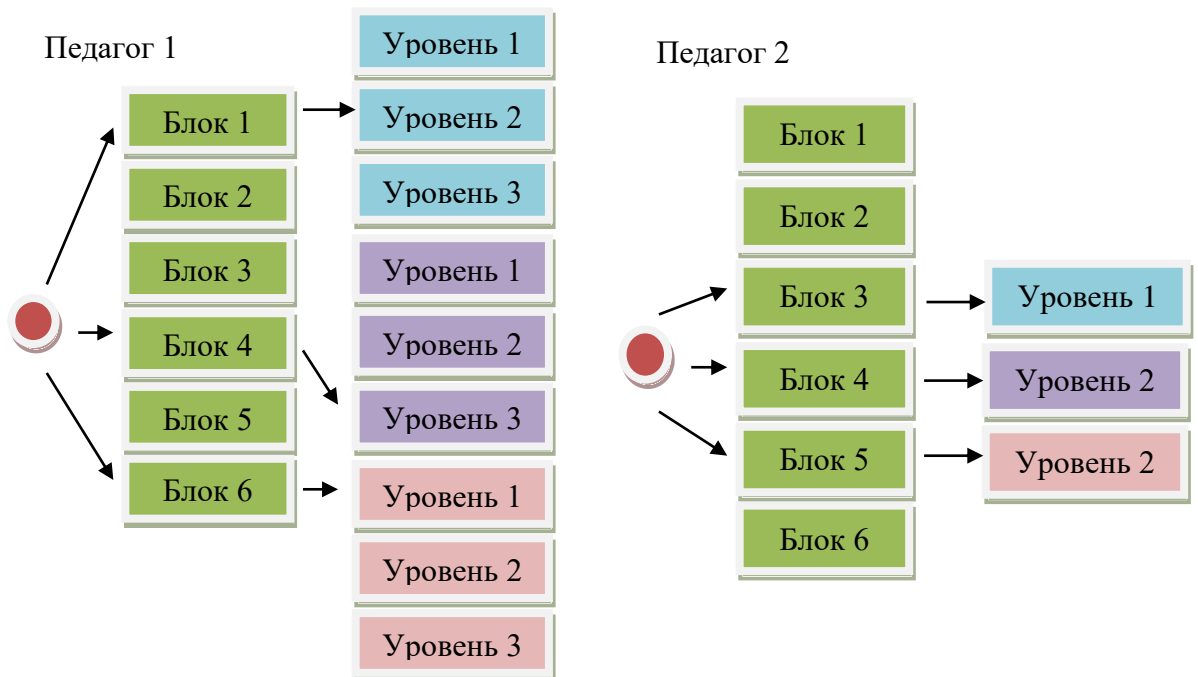 Педагог 1
Блок 1
Блок 2
Блок 3
Блок 4
Блок 5
Блок 6
Уровень 1
Уровень 2
Уровень 3
Уровень 1
Уровень 2
Уровень 3
Уровень 1
Уровень 2
Уровень 3
Педагог 2
Блок 1
Блок 2
Блок 3
Блок 4
Блок 5
Блок 6
Уровень 1
Уровень 2
Уровень 2